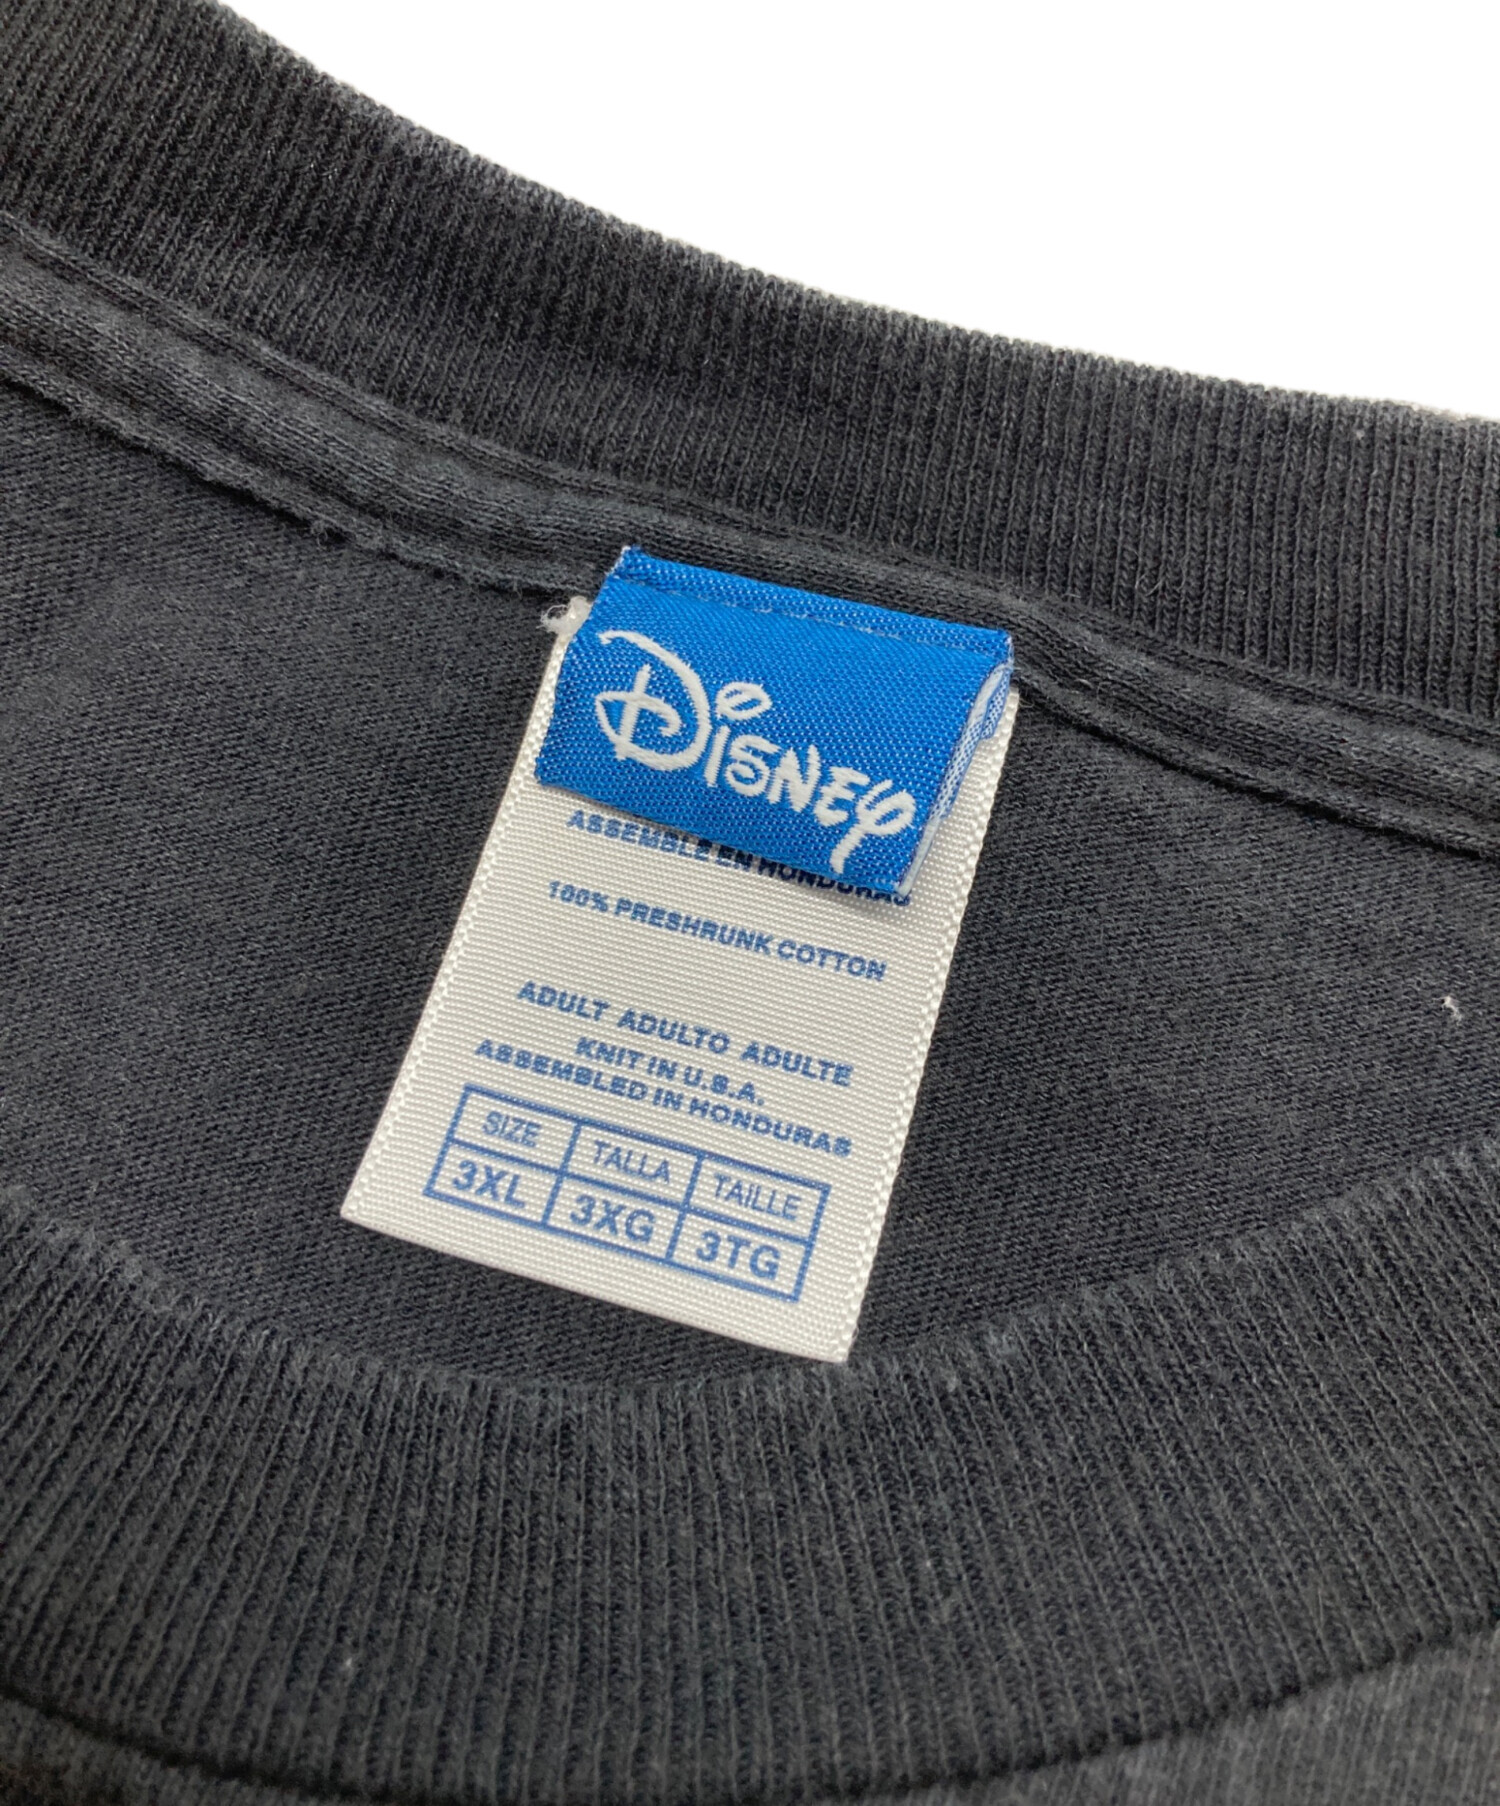 Disney
ASSEMBLE EN HONDURAS
100% PRESHRUNK COTTON
ADULT ADULTO ADULTE
KNIT IN U.S.A.
ASSEMBLED IN HONDURAS
SIZE TALLA TAILLE
3XL 3XG 3TG